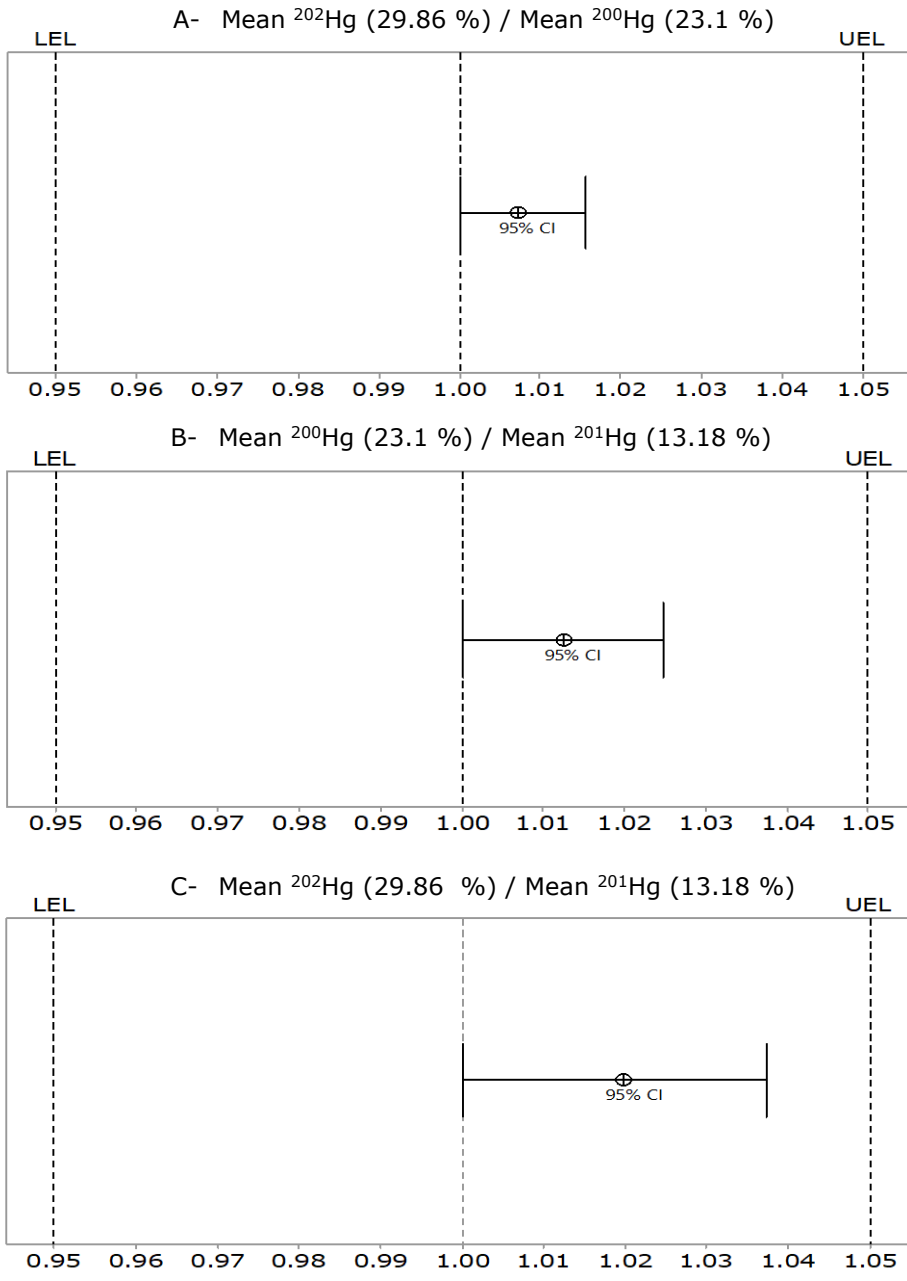 A- Mean ²⁰²Hg (29.86 %) / Mean ²⁰⁰Hg (23.1 %)
LEL UEL
95% CI
0.95 0.96 0.97 0.98 0.99 1.00 1.01 1.02 1.03 1.04 1.05
B- Mean ²⁰⁰Hg (23.1 %) / Mean ²⁰¹Hg (13.18 %)
LEL UEL
95% CI
0.95 0.96 0.97 0.98 0.99 1.00 1.01 1.02 1.03 1.04 1.05
C- Mean ²⁰²Hg (29.86 %) / Mean ²⁰¹Hg (13.18 %)
LEL UEL
95% CI
0.95 0.96 0.97 0.98 0.99 1.00 1.01 1.02 1.03 1.04 1.05